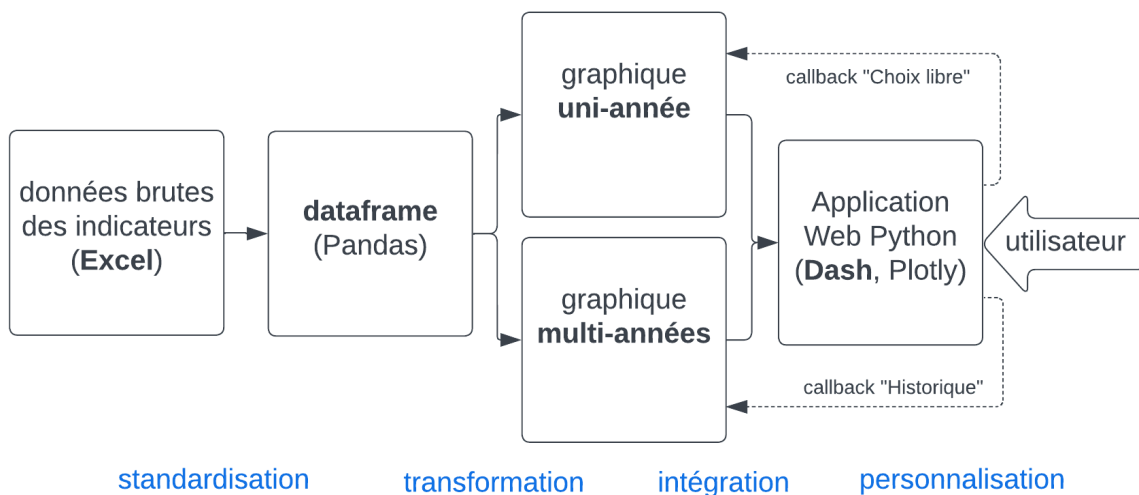 données brutes
des indicateurs
(Excel)
dataframe
(Pandas)
graphique
uni-année
graphique
multi-années
callback "Choix libre"
Application
Web Python
(Dash, Plotly)
utilisateur
callback "Historique"
standardisation
transformation
intégration
personnalisation